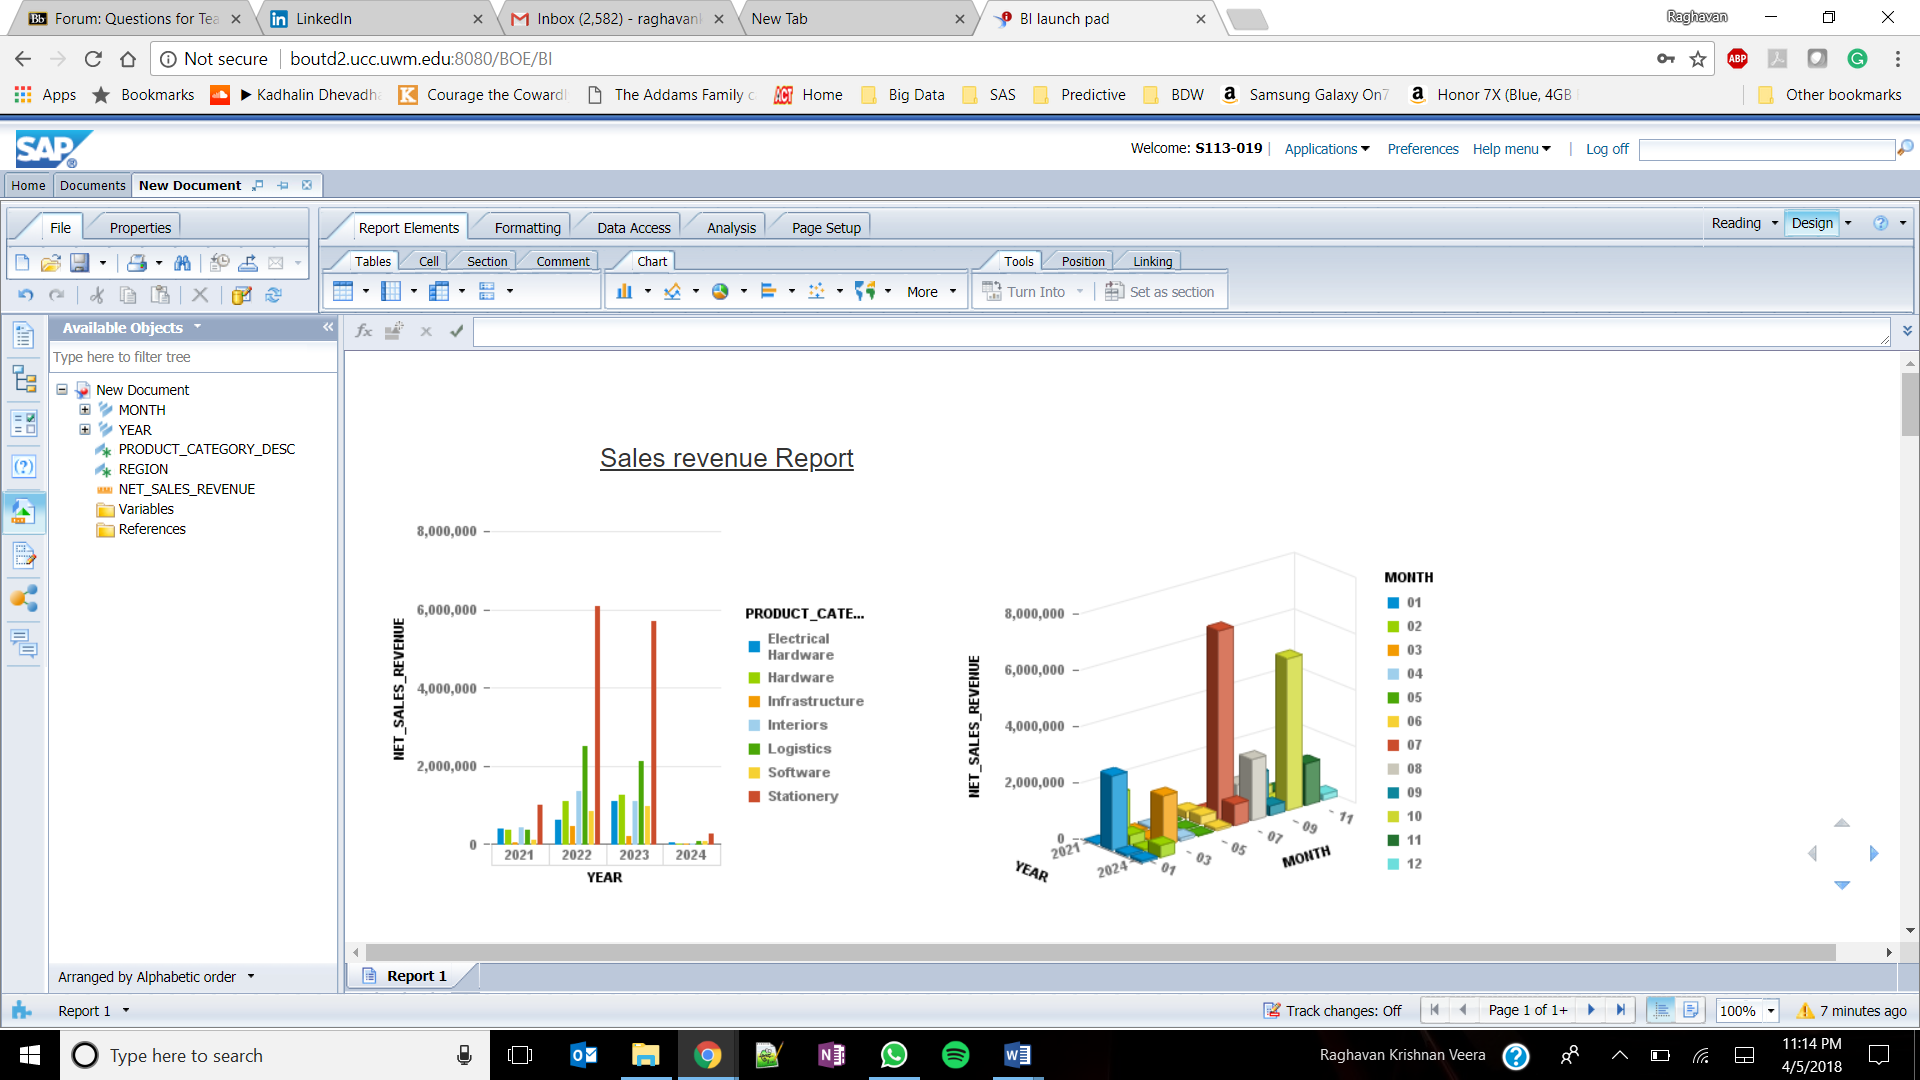 Forum: Questions for Tea
LinkedIn
Inbox (2,582) - raghavank
New Tab
BI launch pad
Raghavan
Not secure
boutd2.ucc.uwm.edu:8080/BOE/BI
ABP
Apps
Bookmarks
Kadhalin Dhevadha
Courage the Cowardl
The Addams Family c
ACT Home
Big Data
SAS
Predictive
BDW
Samsung Galaxy On7
Honor 7X (Blue, 4GB
Other bookmarks
SAP
Welcome: S113-019
Applications
Preferences
Help menu
Log off
Home
Documents
New Document
File
Properties
Report Elements
Formatting
Data Access
Analysis
Page Setup
Reading
Design
Tables
Cell
Section
Comment
Chart
Tools
Position
Linking
More
Turn Into
Set as section
Available Objects
Type here to filter tree
New Document
MONTH
YEAR
PRODUCT_CATEGORY_DESC
REGION
NET_SALES_REVENUE
Variables
References
Arranged by Alphabetic order
Sales revenue Report
NET_SALES_REVENUE
8,000,000
6,000,000
4,000,000
2,000,000
0
2021 2022 2023 2024
YEAR
PRODUCT_CATE...
Electrical
Hardware
Hardware
Infrastructure
Interiors
Logistics
Software
Stationery
NET_SALES_REVENUE
8,000,000
6,000,000
4,000,000
2,000,000
0
2021
2024
YEAR
01
03
05
07
09
11
MONTH
MONTH
01
02
03
04
05
06
07
08
09
10
11
12
Report 1
Report 1
Track changes: Off
Page 1 of 1+
100%
7 minutes ago
Type here to search
Raghavan Krishnan Veera
11:14 PM
4/5/2018